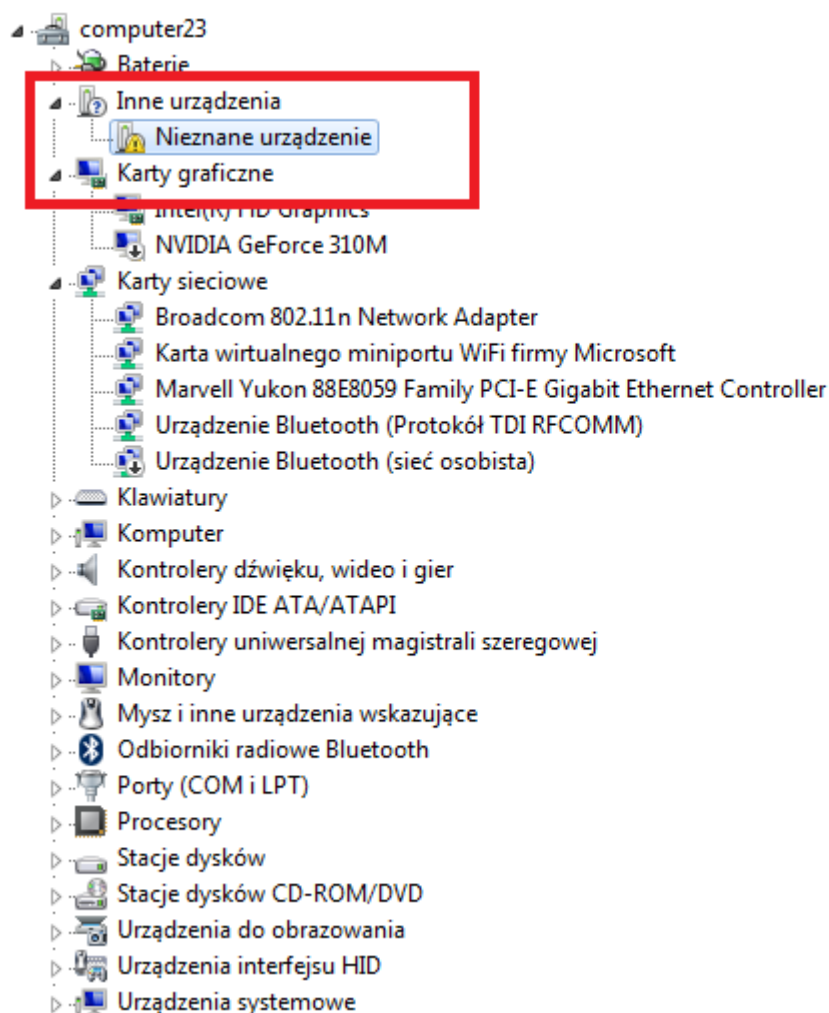 computer23
Baterie
Inne urządzenia
Nieznane urządzenie
Karty graficzne
Intel(R) HD Graphics
NVIDIA GeForce 310M
Karty sieciowe
Broadcom 802.11n Network Adapter
Karta wirtualnego miniportu WiFi firmy Microsoft
Marvell Yukon 88E8059 Family PCI-E Gigabit Ethernet Controller
Urządzenie Bluetooth (Protokół TDI RFCOMM)
Urządzenie Bluetooth (sieć osobista)
Klawiatury
Komputer
Kontrolery dźwięku, wideo i gier
Kontrolery IDE ATA/ATAPI
Kontrolery uniwersalnej magistrali szeregowej
Monitory
Mysz i inne urządzenia wskazujące
Odbiorniki radiowe Bluetooth
Porty (COM i LPT)
Procesory
Stacje dysków
Stacje dysków CD-ROM/DVD
Urządzenia do obrazowania
Urządzenia interfejsu HID
Urządzenia systemowe